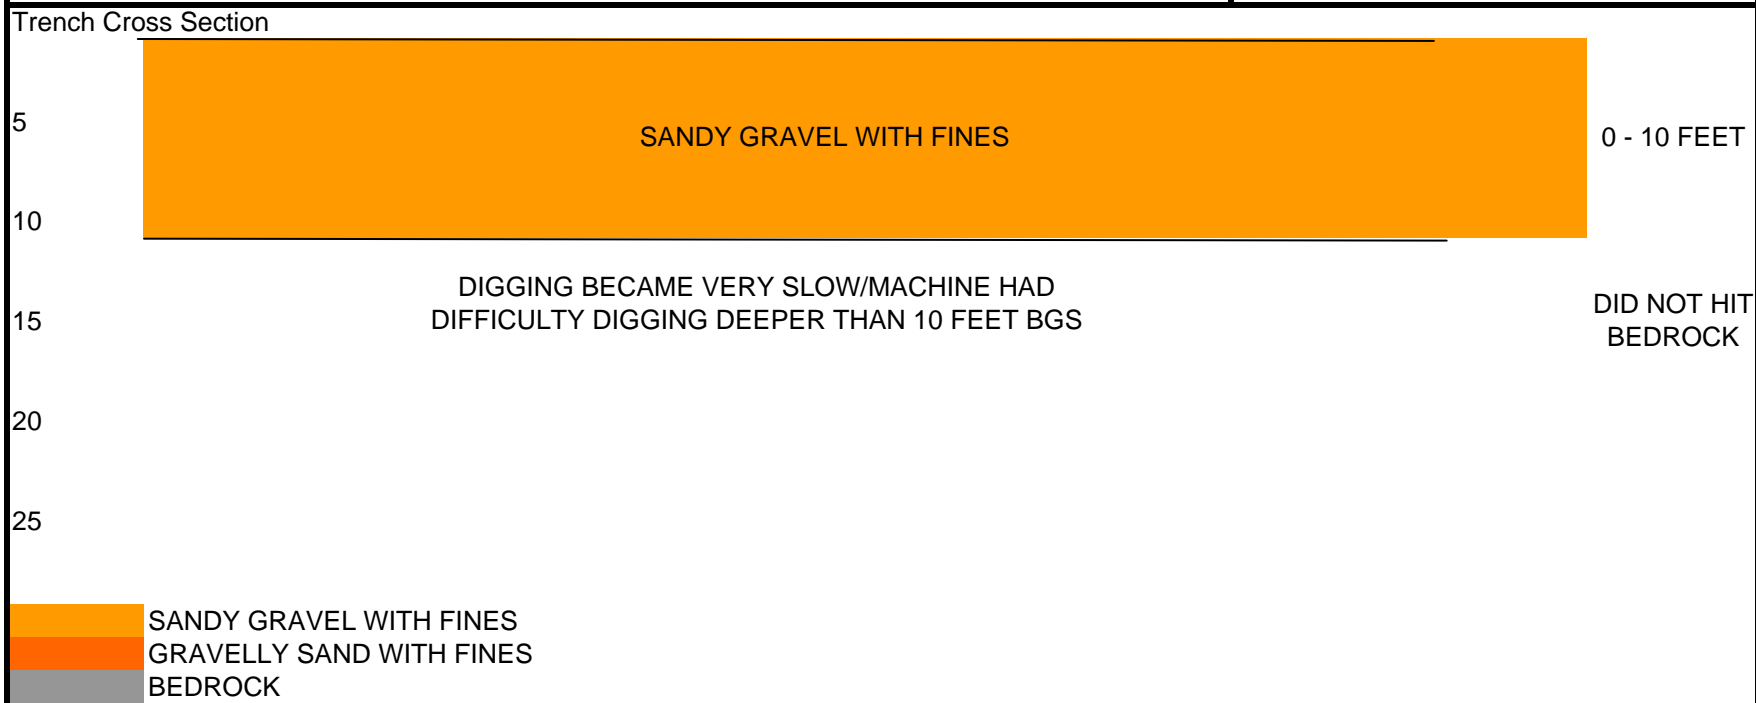 Trench Cross Section
5
SANDY GRAVEL WITH FINES
0 - 10 FEET
10
DIGGING BECAME VERY SLOW/MACHINE HAD
DIFFICULTY DIGGING DEEPER THAN 10 FEET BGS
DID NOT HIT
BEDROCK
15
20
25
SANDY GRAVEL WITH FINES
GRAVELLY SAND WITH FINES
BEDROCK